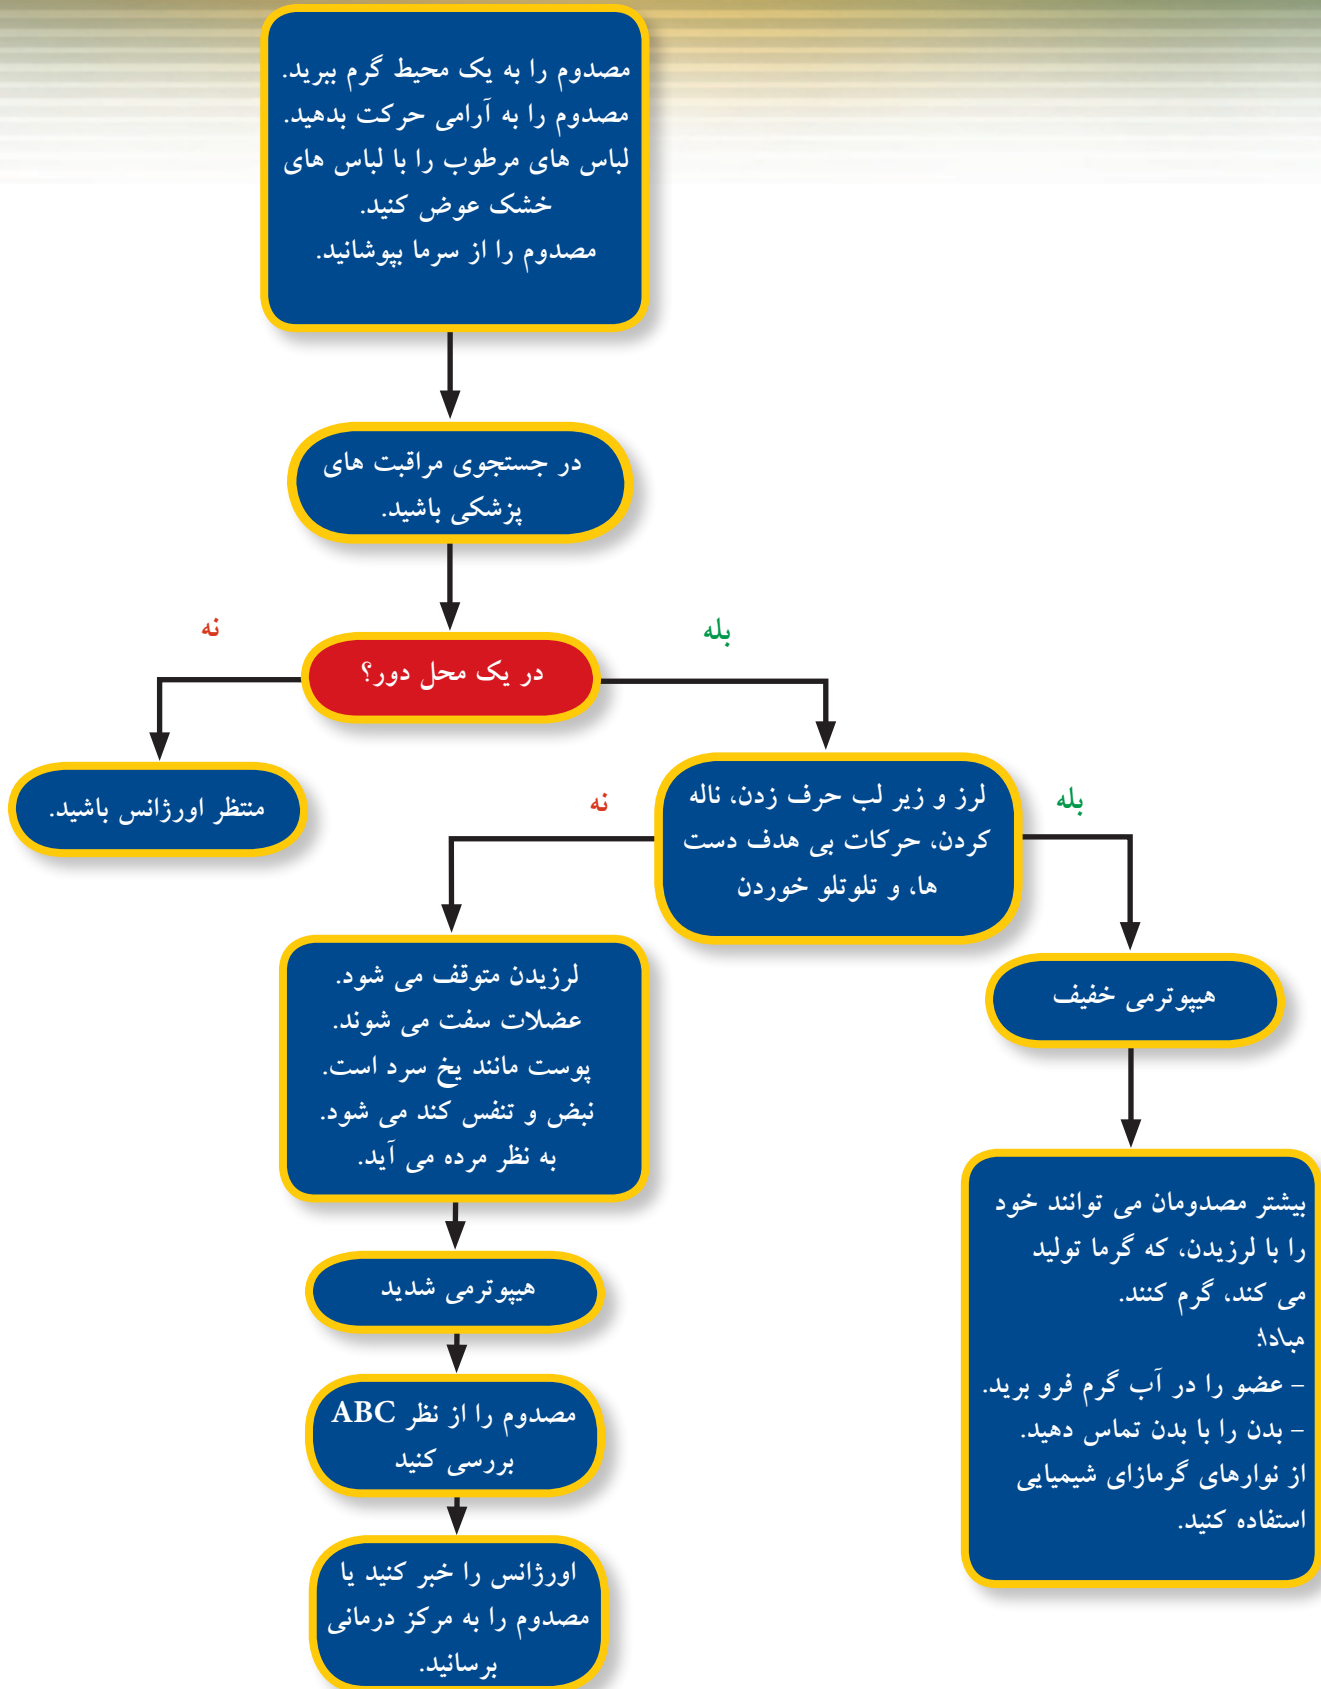 مصدوم را به یک محیط گرم ببرید.
مصدوم را به آرامی حرکت بدهید.
لباس های مرطوب را با لباس های
خشک عوض کنید.
مصدوم را از سرما بپوشانید.
در جستجوی مراقبت های
پزشکی باشید.
در یک محل دور؟
بله
نه
منتظر اورژانس باشید.
لرز و زیر لب حرف زدن، ناله
کردن، حرکات بی هدف دست
ها، و تلوتلو خوردن
بله
نه
هیپوترمی خفیف
بیشتر مصدومان می توانند خود
را با لرزیدن، که گرما تولید
می کند، گرم کنند.
مبادا:
– عضو را در آب گرم فرو برید.
– بدن را با بدن تماس دهید.
از نوارهای گرمازای شیمیایی
استفاده کنید.
لرزیدن متوقف می شود.
عضلات سفت می شوند.
پوست مانند یخ سرد است.
نبض و تنفس کند می شود.
به نظر مرده می آید.
هیپوترمی شدید
مصدوم را از نظر ABC
بررسی کنید
اورژانس را خبر کنید یا
مصدوم را به مرکز درمانی
برسانید.